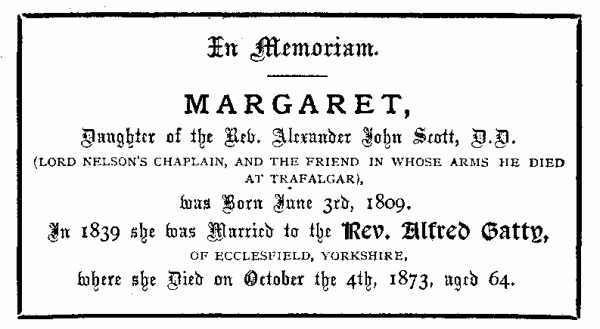 In Memoriam.
MARGARET,
Daughter of the Rev. Alexander John Scott, D.D.
(LORD NELSON'S CHAPLAIN, AND THE FRIEND IN WHOSE ARMS HE DIED
AT TRAFALGAR),
was Born June 3rd, 1809.
In 1839 she was Married to the Rev. Alfred Gatty,
OF ECCLESFIELD, YORKSHIRE,
where she Died on October the 4th, 1873, aged 64.